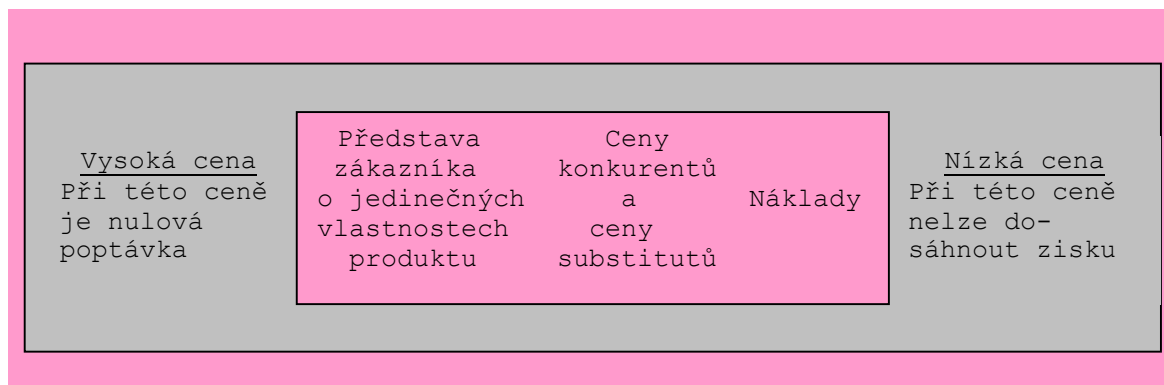 Vysoká cena
Při této ceně
je nulová
poptávka
Představa
zákazníka
o jedinečných
vlastnostech
produktu
Ceny
konkurentů
a
ceny
substitutů
Náklady
Nízká cena
Při této ceně
nelze do-
sáhnout zisku